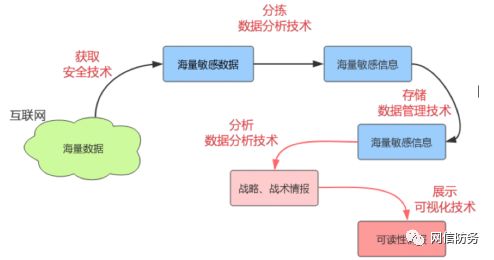 分拣
数据分析技术
获取
安全技术
海量敏感数据
海量敏感信息
互联网
存储
数据管理技术
海量数据
分析
数据分析技术
海量敏感信息
战略、战术情报
展示
可视化技术
可读性
网信防务